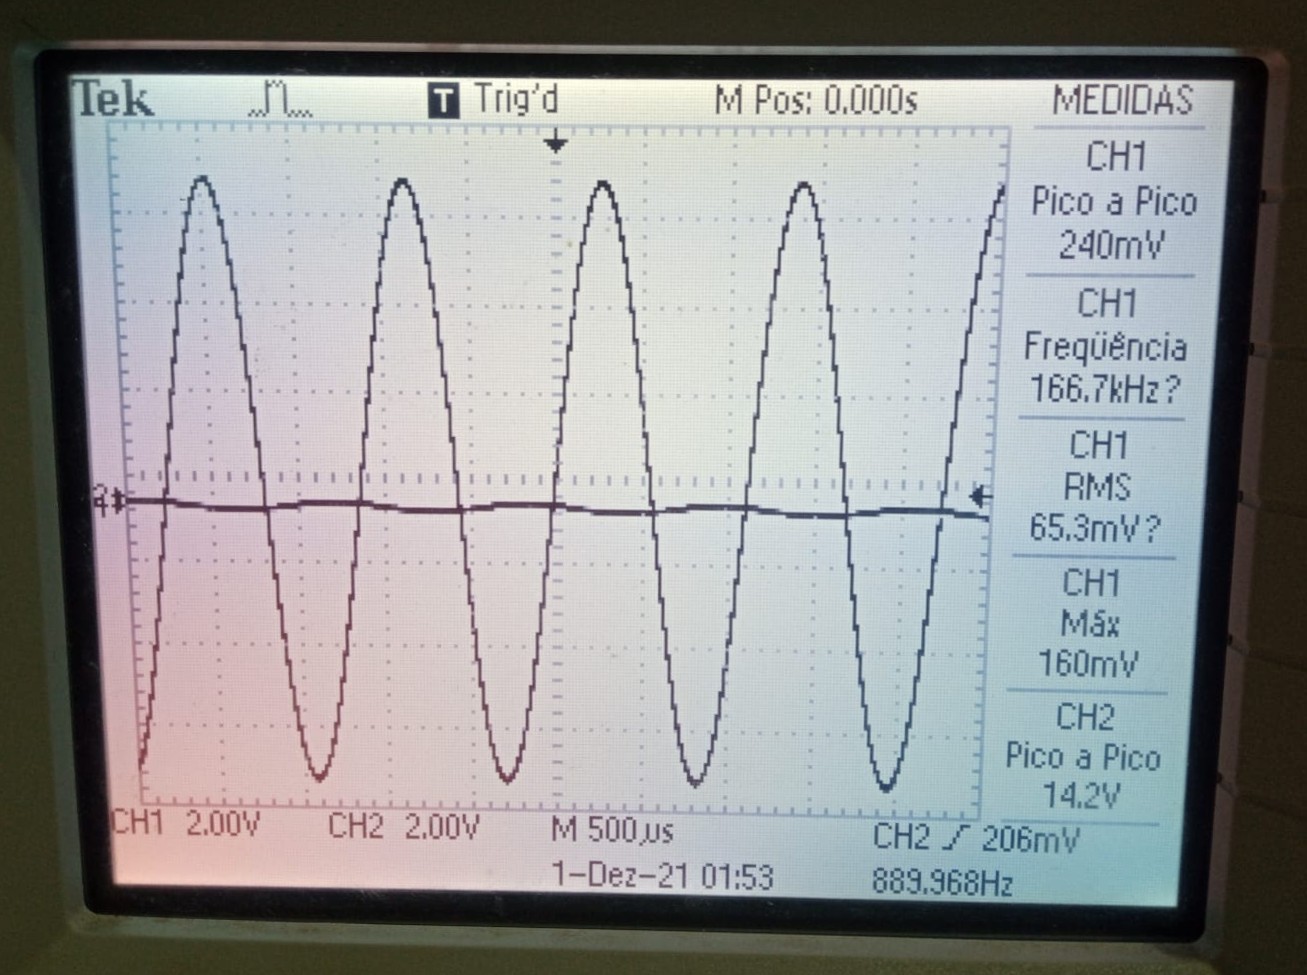 Tek T Trig'd M Pos: 0.000s MEDIDAS
CH1
Pico a Pico
240mV
CH1
Freqüência
166.7kHz?
CH1
RMS
65.3mV?
CH1
Máx
160mV
CH2
Pico a Pico
14.2V
CH1 2.00V CH2 2.00V M 500µs CH2 206mV
1-Dez-21 01:53 889.968Hz